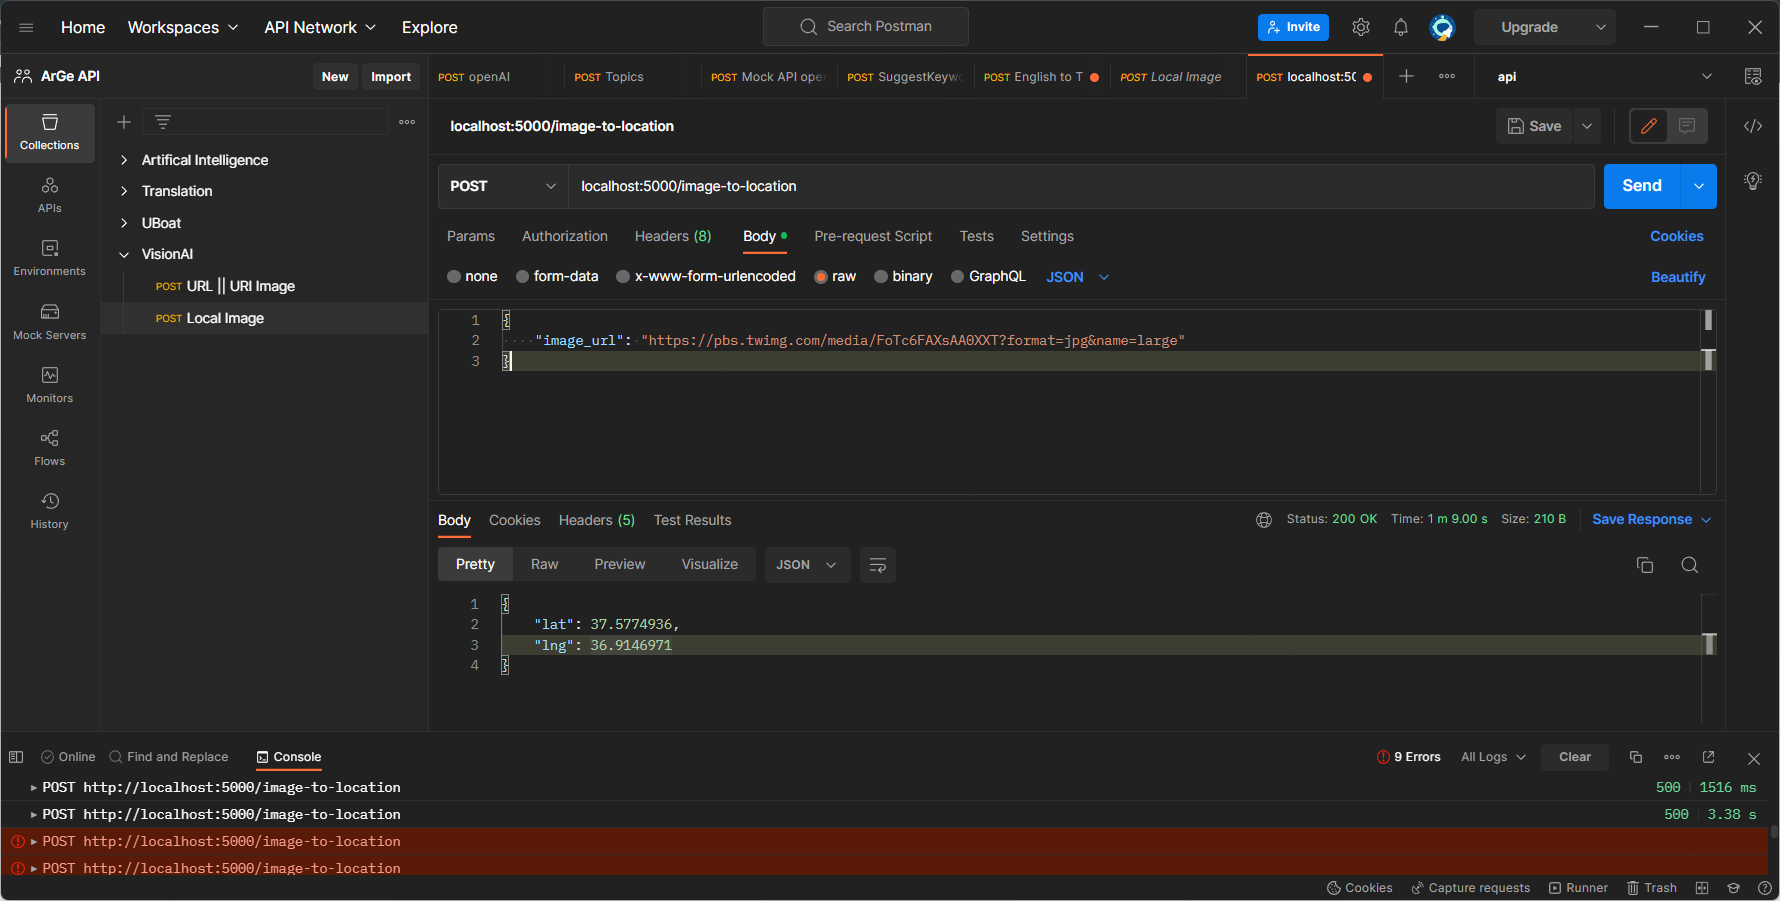 Home Workspaces API Network Explore Search Postman Invite Upgrade
ArGe API New Import POST openAI POST Topics POST Mock API ope POST SuggestKeyw POST English to T POST Local Image POST localhost:50 api
Collections
APIs
Environments
Mock Servers
Monitors
Flows
History
Artifical Intelligence
Translation
UBoat
VisionAI
POST URL || URI Image
POST Local Image
localhost:5000/image-to-location Save
POST localhost:5000/image-to-location Send
Params Authorization Headers (8) Body Pre-request Script Tests Settings Cookies
none form-data x-www-form-urlencoded raw binary GraphQL JSON Beautify
1 {
2 "image_url": "https://pbs.twimg.com/media/FoTc6FAXsAA0XXT?format=jpg&name=large"
3 }
Body Cookies Headers (5) Test Results Status: 200 OK Time: 1 m 9.00 s Size: 210 B Save Response
Pretty Raw Preview Visualize JSON
1 {
2 "lat": 37.5774936,
3 "lng": 36.9146971
4 }
Online Find and Replace Console 9 Errors All Logs Clear
POST http://localhost:5000/image-to-location 500 1516 ms
POST http://localhost:5000/image-to-location 500 3.38 s
POST http://localhost:5000/image-to-location
POST http://localhost:5000/image-to-location
Cookies Capture requests Runner Trash